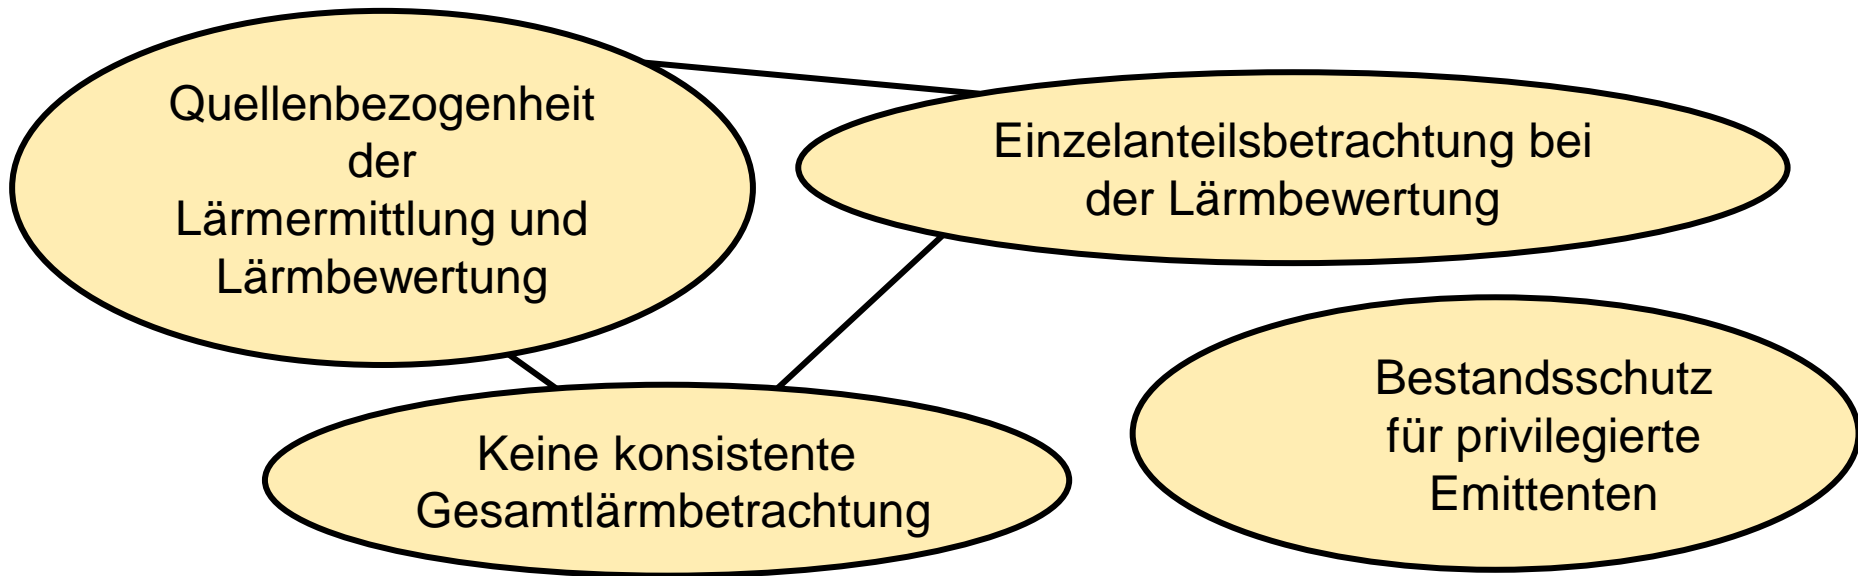 Quellenbezogenheit
der
Lärmermittlung und
Lärmbewertung
Einzelanteilsbetrachtung bei
der Lärmbewertung
Keine konsistente
Gesamtlärmbetrachtung
Bestandsschutz
für privilegierte
Emittenten